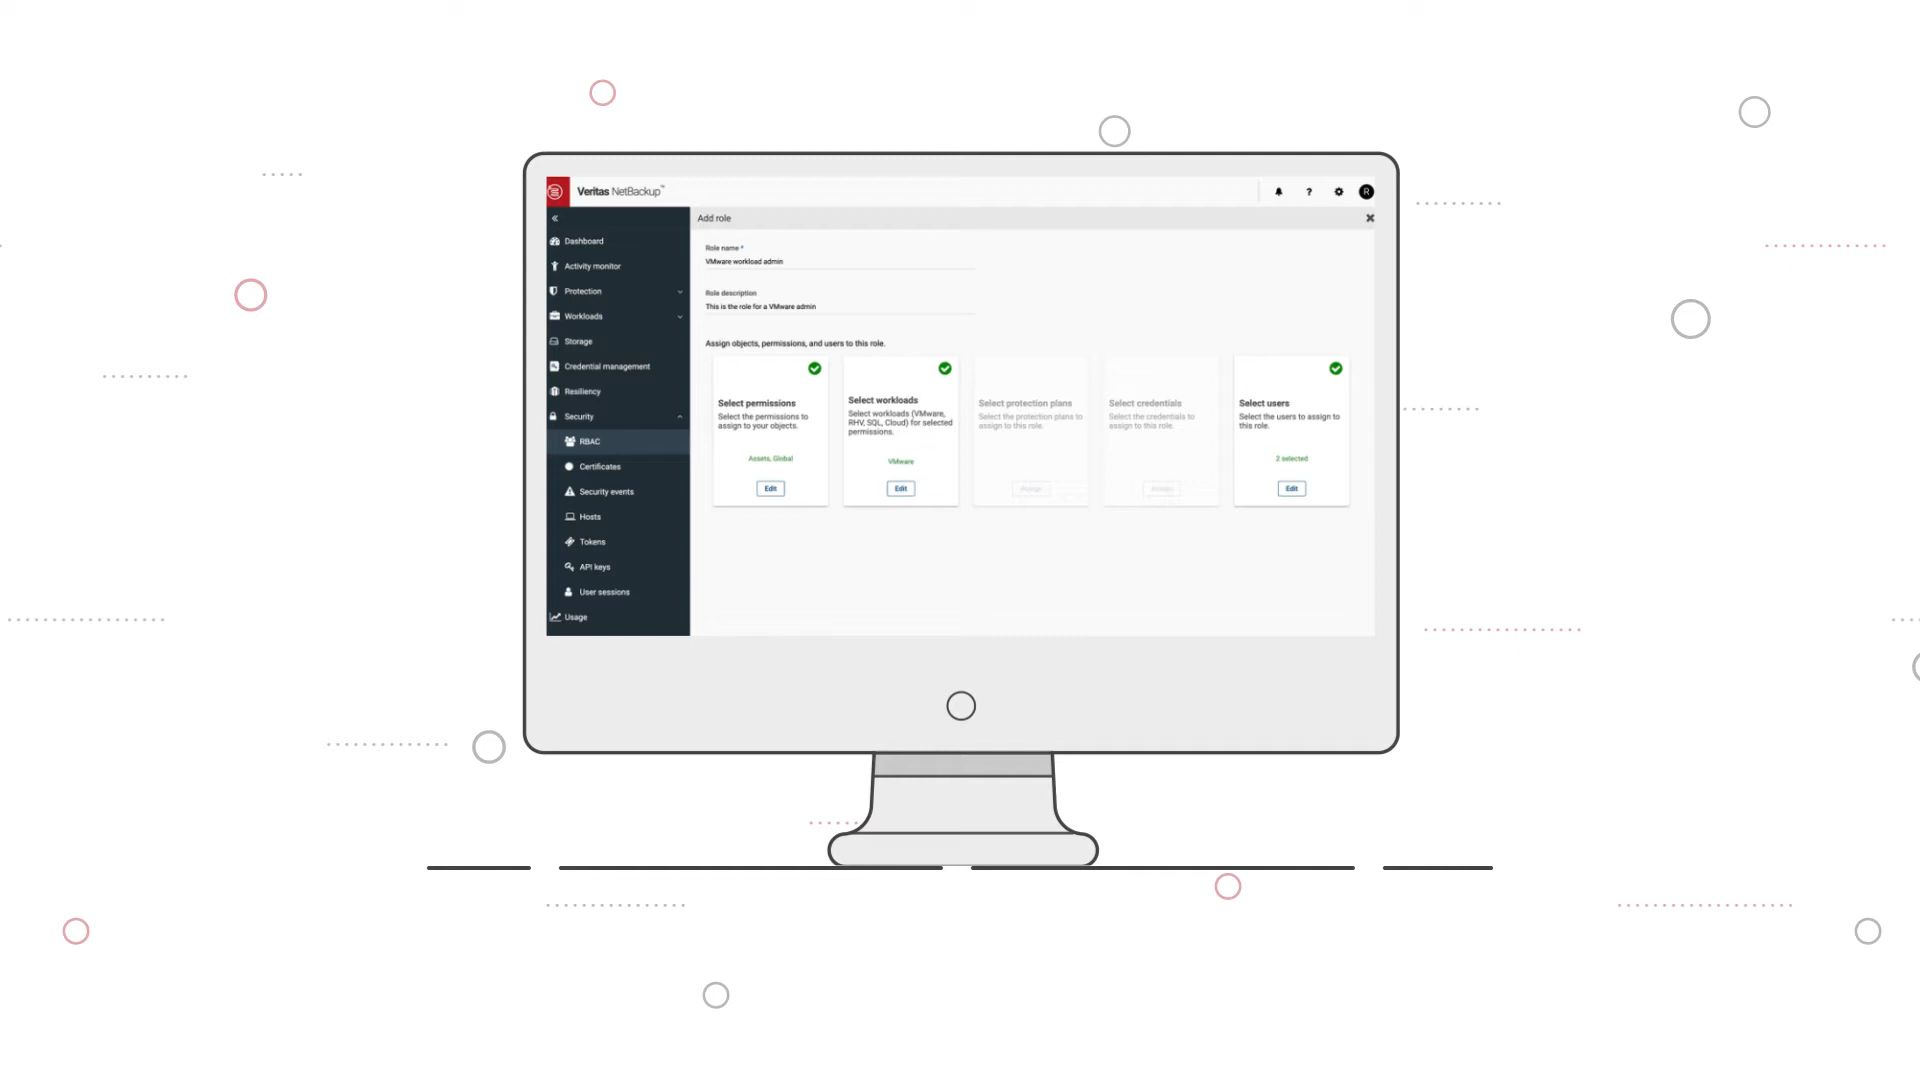 Veritas NetBackup™
?
R
Add role
Dashboard
Activity monitor
Protection
Workloads
Storage
Credential management
Resiliency
Security
RBAC
Certificates
Security events
Hosts
Tokens
API keys
User sessions
Usage
Role name *
VMware workload admin
Role description
This is the role for a VMware admin
Assign objects, permissions, and users to this role.
Select permissions
Select the permissions to
assign to your objects.
Assets, Global
Edit
Select workloads
Select workloads (VMware,
RHV, SQL, Cloud) for selected
permissions.
VMware
Edit
Select protection plans
Select the protection plans to
assign to this role.
Select credentials
Select the credentials to
assign to this role.
Select users
Select the users to assign to
this role.
2 selected
Edit